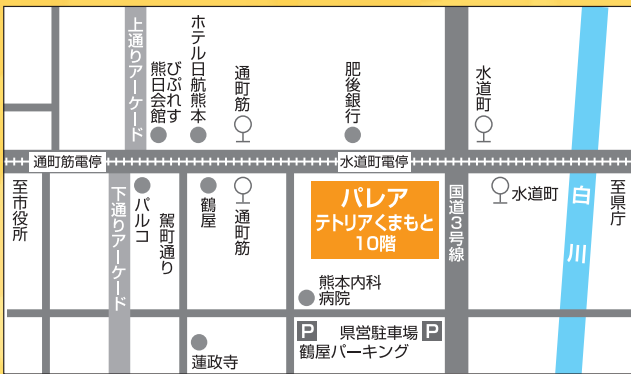 上通りアーケード
びぷれす
熊日会館
ホテル日航熊本
通町筋
肥後銀行
水道町
通町筋電停
水道町電停
至市役所
下通りアーケード
パルコ
駕町通り
鶴屋
通町筋
パレア
テトリアくまもと
10階
国道3号線
水道町
白川
至県庁
熊本内科
病院
蓮政寺
P 県営駐車場 P
鶴屋パーキング